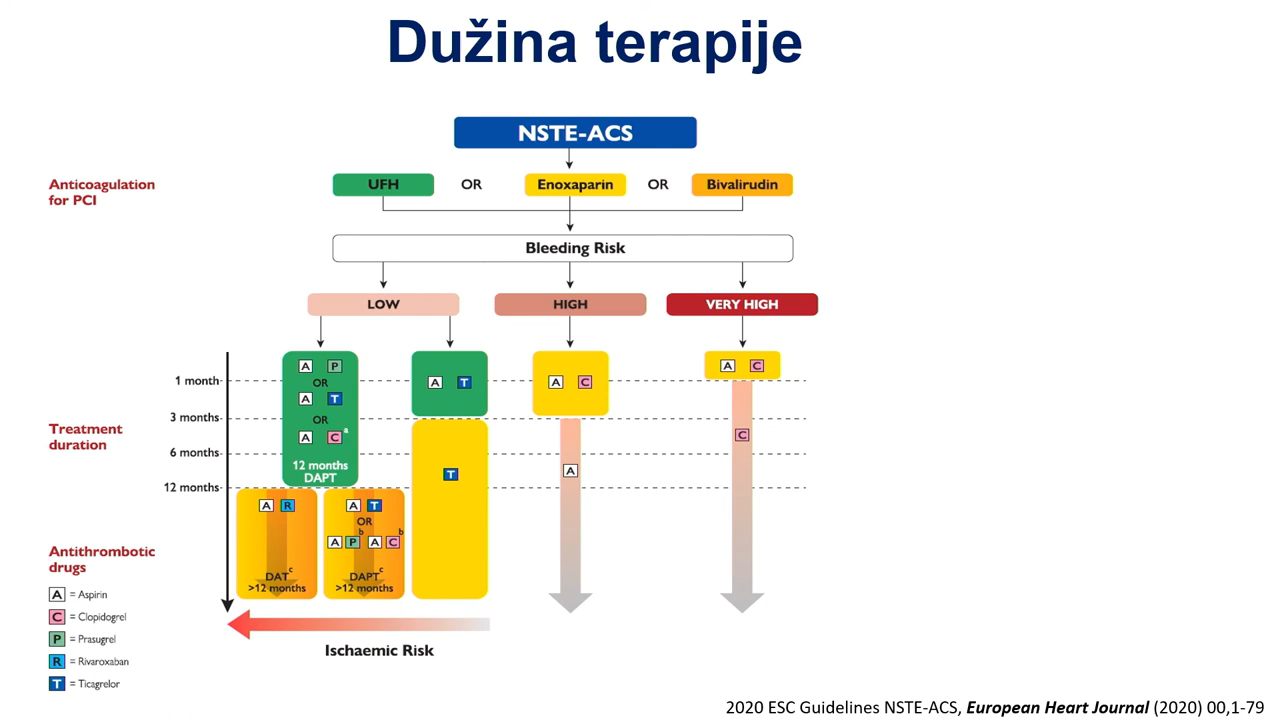 Dužina terapije
NSTE-ACS
Anticoagulation
for PCI
UFH OR Enoxaparin OR Bivalirudin
Bleeding Risk
LOW HIGH VERY HIGH
Treatment
duration
1 month
3 months
6 months
12 months
A P
OR
A T
OR
A C a
12 months
DAPT
A T
T
A C
A
A C
C
A R
DAT c
>12 months
A T
OR
A P b A C b
DAPT c
>12 months
Ischaemic Risk
Antithrombotic
drugs
A = Aspirin
C = Clopidogrel
P = Prasugrel
R = Rivaroxaban
T = Ticagrelor
2020 ESC Guidelines NSTE-ACS, European Heart Journal (2020) 00,1-79